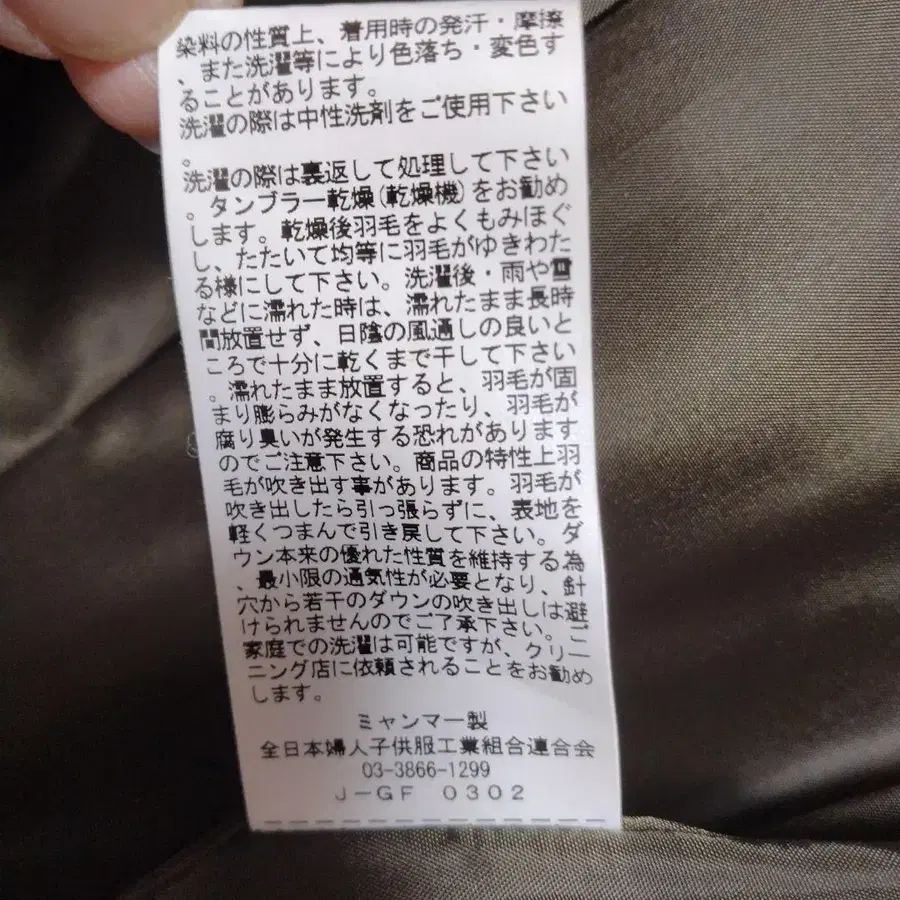 染料の性質上、着用時の発汗・摩擦
、また洗濯等により色落ち・変色す
ることがあります。
洗濯の際は中性洗剤をご使用下さい
。
洗濯の際は裏返して処理して下さい
。タンブラー乾燥(乾燥機)をお勧め
します。乾燥後羽毛をよくもみほぐ
し、たたいて均等に羽毛がゆきわた
る様にして下さい。洗濯後・雨や雪
などに濡れた時は、濡れたまま長時
間放置せず、日陰の風通しの良いと
ころで十分に乾くまで干して下さい
。濡れたまま放置すると、羽毛が固
まり膨らみがなくなったり、羽毛が
腐り臭いが発生する恐れがあります
のでご注意下さい。商品の特性上羽
毛が吹き出す事があります。羽毛が
吹き出したら引っ張らずに、表地を
軽くつまんで引き戻して下さい。ダ
ウン本来の優れた性質を維持する為
、最小限の通気性が必要となり、針
穴から若干のダウンの吹き出しは避
けられませんのでご了承下さい。ご
家庭での洗濯は可能ですが、クリー
ニング店に依頼されることをお勧め
します。
ミャンマー製
全日本婦人子供服工業組合連合会
03-3866-1299
J-GF 0302